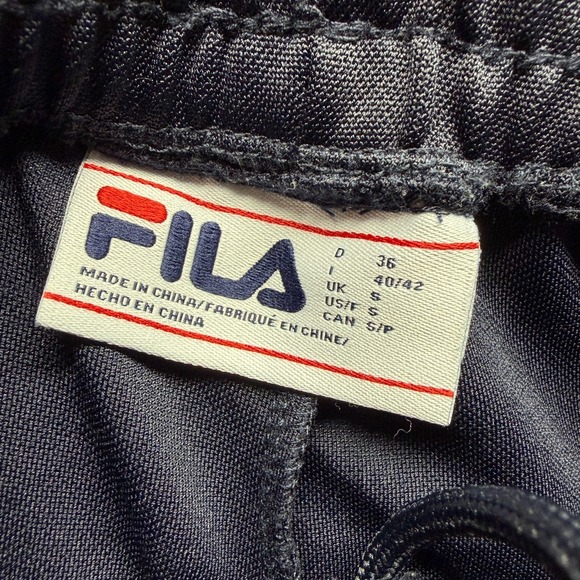 FILA
D 36
I 40/42
UK S
US/F S
CAN S/P
MADE IN CHINA/FABRIQUÉ EN CHINE/
HECHO EN CHINA